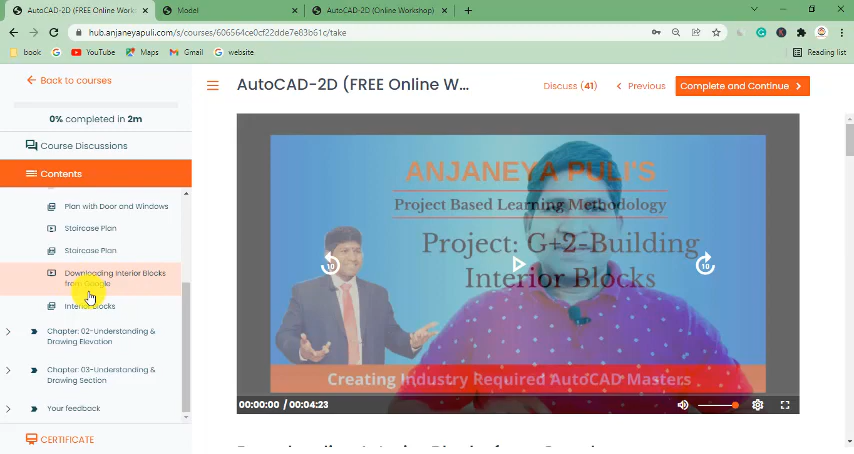 AutoCAD-2D (FREE Online Wor
Model
AutoCAD-2D (Online Workshop)
hub.anjaneyapuli.com/s/courses/606564ce0cf22dde7e83b61c/take
book
YouTube
Maps
Gmail
website
Reading list
Back to courses
0% completed in 2m
Course Discussions
Contents
Plan with Door and Windows
Staircase Plan
Staircase Plan
Downloading Interior Blocks
from Google
Interior Blocks
Chapter: 02-Understanding &
Drawing Elevation
Chapter: 03-Understanding &
Drawing Section
Your feedback
CERTIFICATE
AutoCAD-2D (FREE Online W...
Discuss (41)
Previous
Complete and Continue
ANJANEYA PULI'S
Project Based Learning Methodology
Project: G+2-Building
Interior Blocks
10
10
Creating Industry Required AutoCAD Masters
00:00:00 / 00:04:23